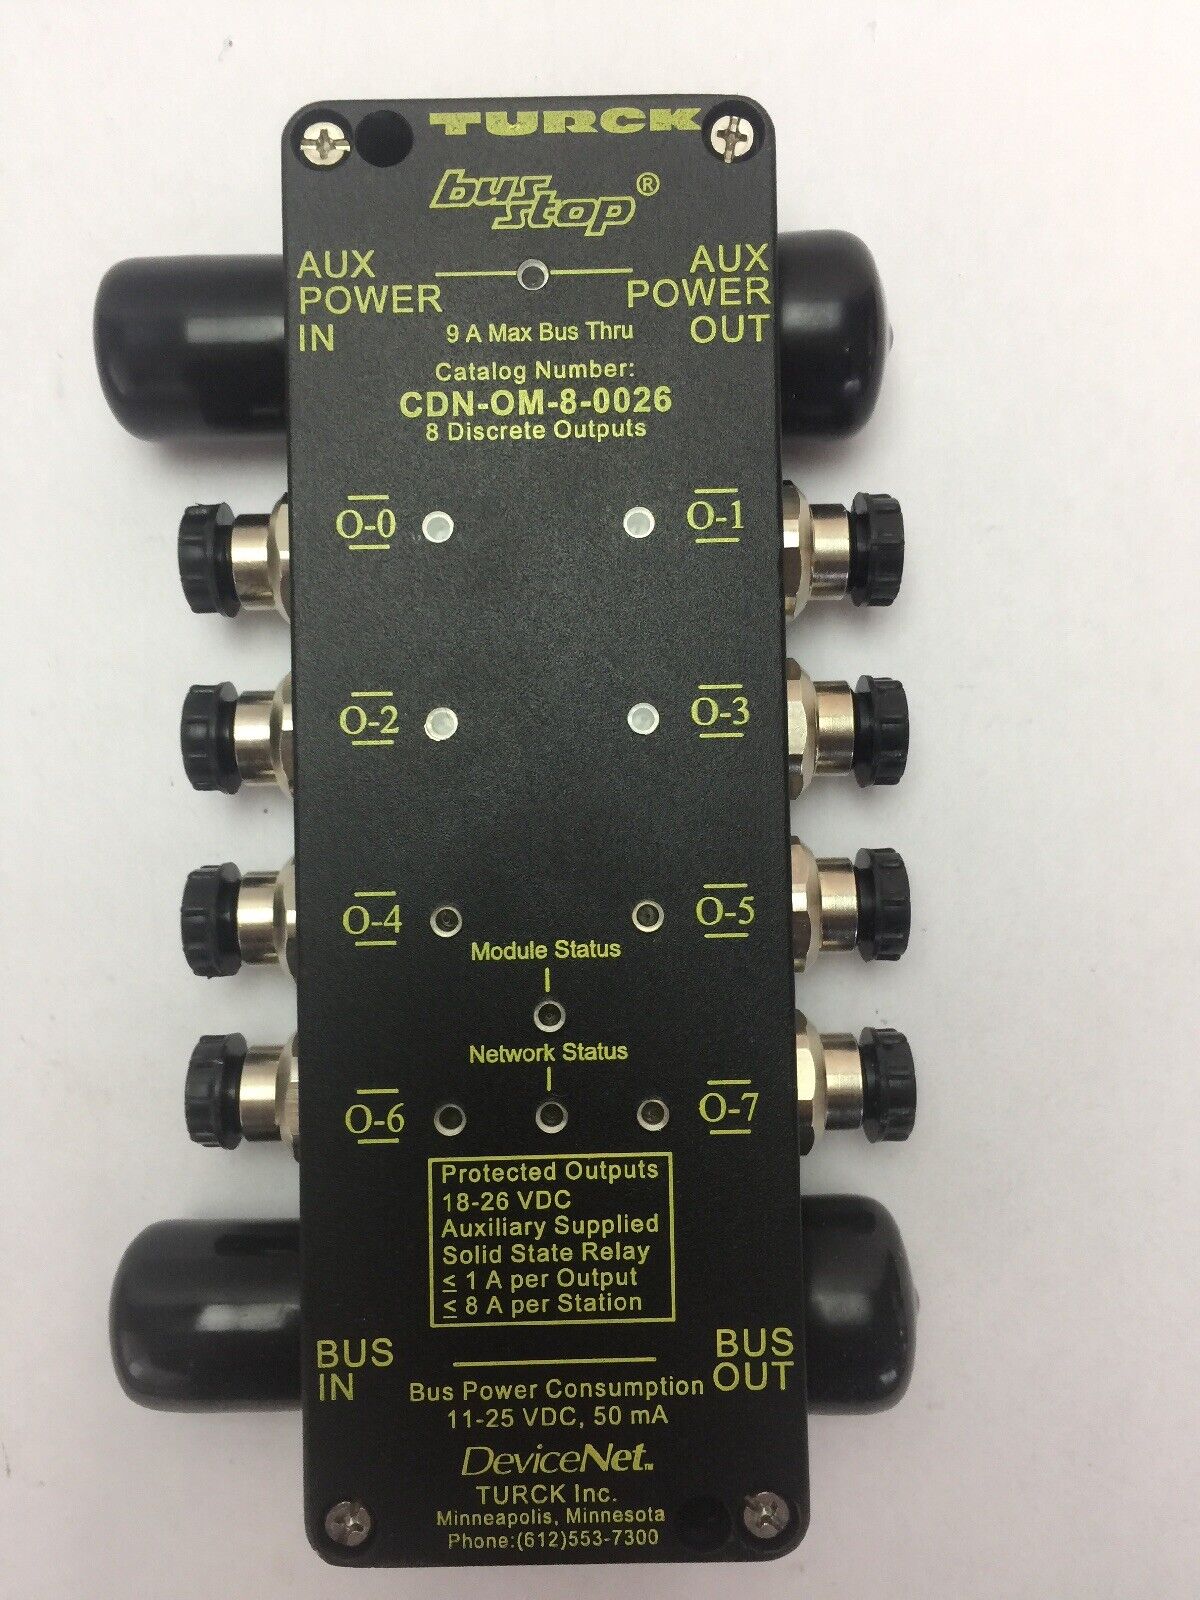 TURCK
bus stop®
AUX POWER IN
AUX POWER OUT
9 A Max Bus Thru
Catalog Number:
CDN-OM-8-0026
8 Discrete Outputs
O-0
O-1
O-2
O-3
O-4
O-5
Module Status
Network Status
O-6
O-7
Protected Outputs
18-26 VDC
Auxiliary Supplied
Solid State Relay
≤ 1 A per Output
≤ 8 A per Station
BUS IN
BUS OUT
Bus Power Consumption
11-25 VDC, 50 mA
DeviceNet™
TURCK Inc.
Minneapolis, Minnesota
Phone:(612)553-7300